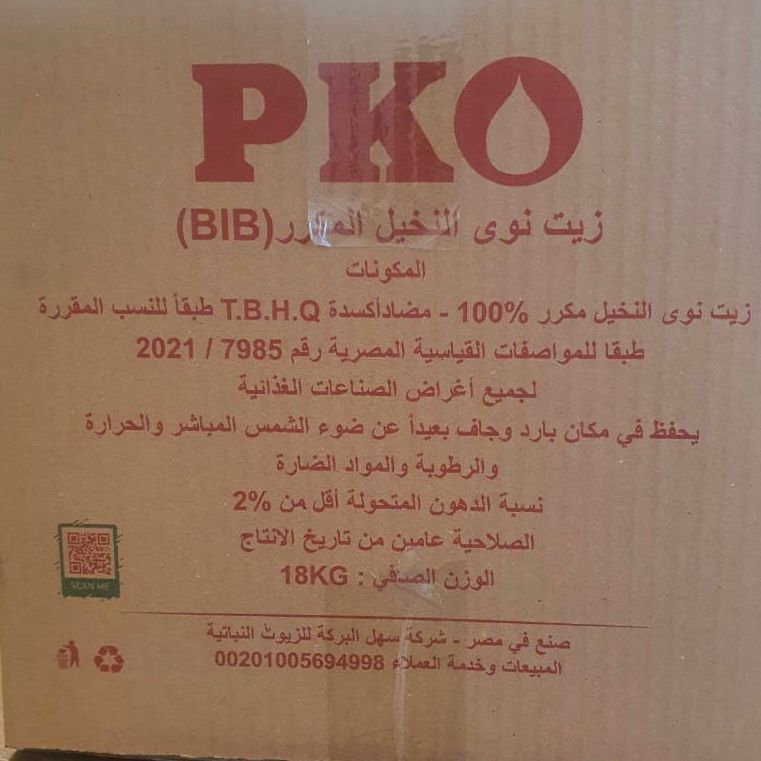 PKO
زيت نوى النخيل المكرر (BIB)
المكونات
زيت نوى النخيل مكرر 100% - مضادأكسدة T.B.H.Q طبقاً للنسب المقررة
طبقا للمواصفات القياسية المصرية رقم 7985 / 2021
لجميع أغراض الصناعات الغذائية
يحفظ في مكان بارد وجاف بعيداً عن ضوء الشمس المباشر والحرارة
والرطوبة والمواد الضارة
نسبة الدهون المتحولة أقل من 2%
الصلاحية عامين من تاريخ الانتاج
الوزن الصافي : 18KG
SCAN ME
صنع في مصر - شركة سهل البركة للزيوت النباتية
المبيعات وخدمة العملاء 00201005694998